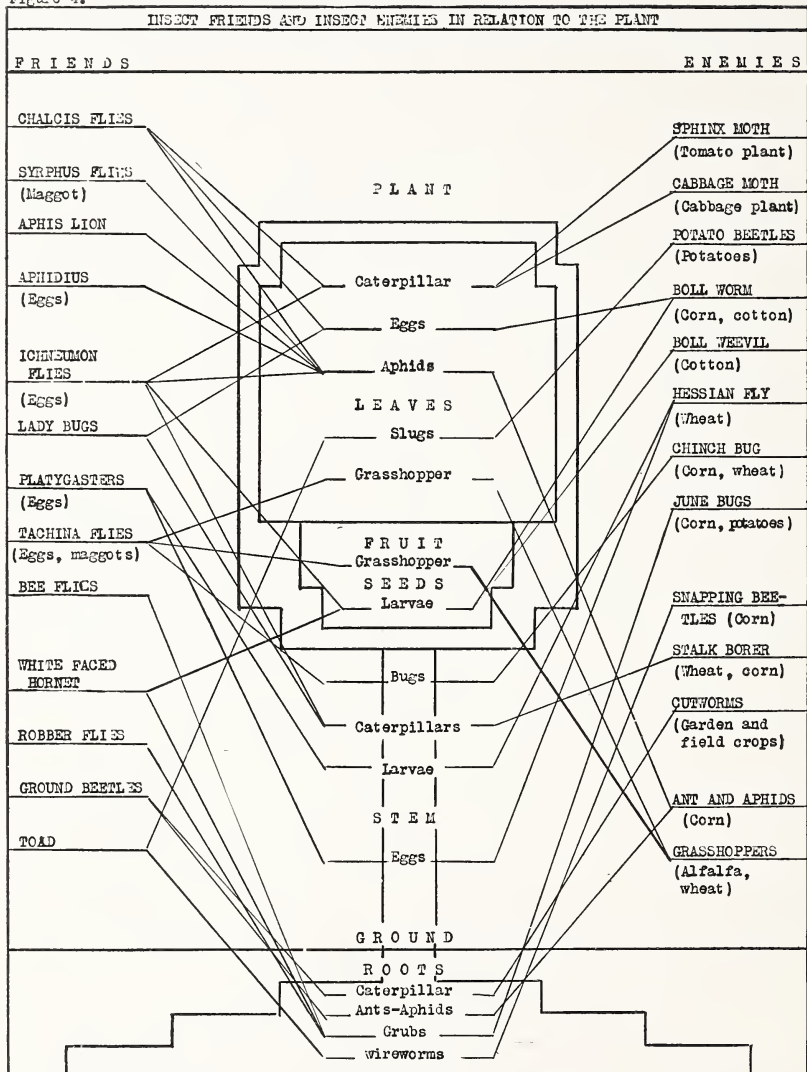 Figure 4.
INSECT FRIENDS AND INSECT ENEMIES IN RELATION TO THE PLANT
FRIENDS
ENEMIES
CHALCIS FLIES
SYRPHUS FLIES
(Maggot)
APHIS LION
APHIDIUS
(Eggs)
ICHNEUMON
FLIES
(Eggs)
LADY BUGS
PLATYGASTERS
(Eggs)
TACHINA FLIES
(Eggs, maggots)
BEE FLIES
WHITE FACED
HORNET
ROBBER FLIES
GROUND BEETLES
TOAD
PLANT
Caterpillar
Eggs
Aphids
LEAVES
Slugs
Grasshopper
FRUIT
Grasshopper
SEEDS
Larvae
Bugs
Caterpillars
Larvae
STEM
Eggs
GROUND
ROOTS
Caterpillar
Ants-Aphids
Grubs
wireworms
SPHINX MOTH
(Tomato plant)
CABBAGE MOTH
(Cabbage plant)
POTATO BEETLES
(Potatoes)
BOLL WORM
(Corn, cotton)
BOLL WEEVIL
(Cotton)
HESSIAN FLY
(Wheat)
CHINCH BUG
(Corn, wheat)
JUNE BUGS
(Corn, potatoes)
SNAPPING BEE-
TLES (Corn)
STALK BORER
(Wheat, corn)
CUTWORMS
(Garden and
field crops)
ANT AND APHIDS
(Corn)
GRASSHOPPERS
(Alfalfa,
wheat)